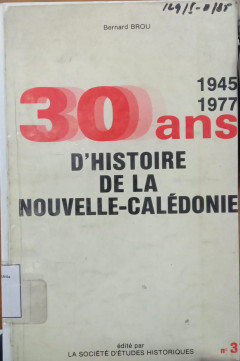 Bernard BROU
1945
30 ans 1977
D'HISTOIRE
DE LA
NOUVELLE-CALÉDONIE
édité par
LA SOCIÉTÉ D'ÉTUDES HISTORIQUES
n° 3